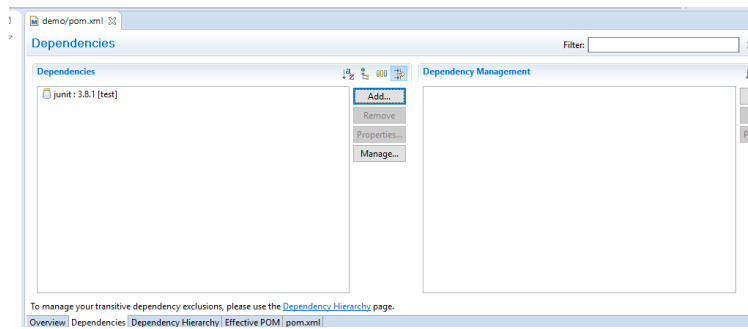 demo/pom.xml
Dependencies
Filter:
Dependencies
Dependency Management
junit : 3.8.1 [test]
Add...
Remove
Properties...
Manage...
To manage your transitive dependency exclusions, please use the Dependency Hierarchy page.
Overview Dependencies Dependency Hierarchy Effective POM pom.xml